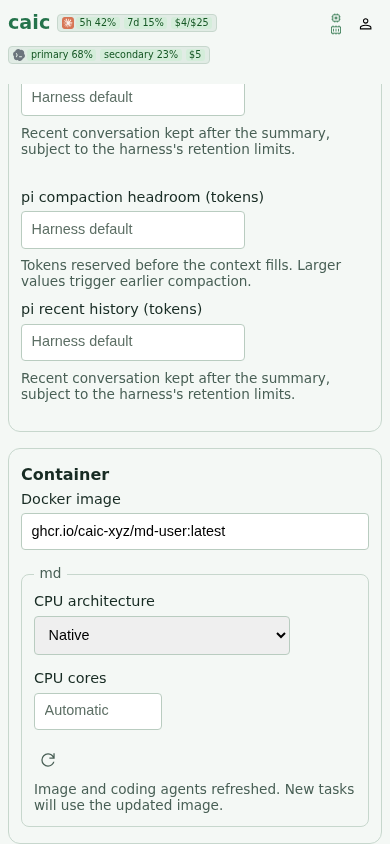 caic 5h 42% 7d 15% $4/$25
primary 68% secondary 23% $5
Harness default
Recent conversation kept after the summary,
subject to the harness's retention limits.
pi compaction headroom (tokens)
Harness default
Tokens reserved before the context fills. Larger
values trigger earlier compaction.
pi recent history (tokens)
Harness default
Recent conversation kept after the summary,
subject to the harness's retention limits.
Container
Docker image
ghcr.io/caic-xyz/md-user:latest
md
CPU architecture
Native
CPU cores
Automatic
Image and coding agents refreshed. New tasks
will use the updated image.